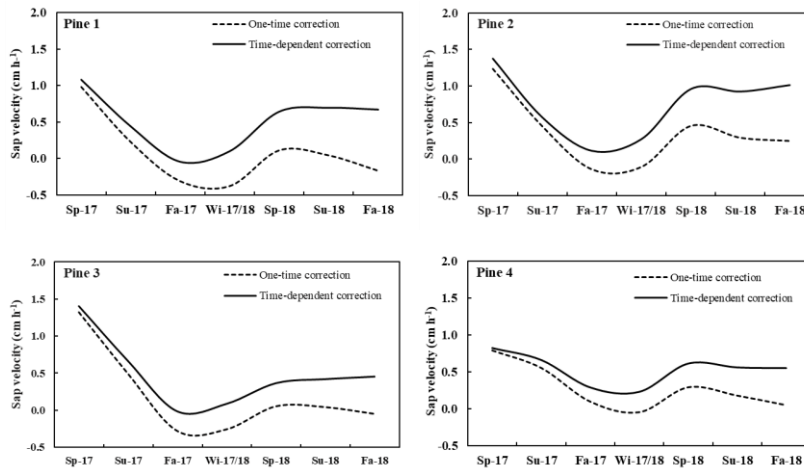 Pine 1
One-time correction
Time-dependent correction
Sap velocity (cm h-1)
2.0
1.5
1.0
0.5
0.0
-0.5
Sp-17 Su-17 Fa-17 Wi-17/18 Sp-18 Su-18 Fa-18
Pine 2
One-time correction
Time-dependent correction
Sap velocity (cm h-1)
2.0
1.5
1.0
0.5
0.0
-0.5
Sp-17 Su-17 Fa-17 Wi-17/18 Sp-18 Su-18 Fa-18
Pine 3
One-time correction
Time-dependent correction
Sap velocity (cm h-1)
2.0
1.5
1.0
0.5
0.0
-0.5
Sp-17 Su-17 Fa-17 Wi-17/18 Sp-18 Su-18 Fa-18
Pine 4
One-time correction
Time-dependent correction
Sap velocity (cm h-1)
2.0
1.5
1.0
0.5
0.0
-0.5
Sp-17 Su-17 Fa-17 Wi-17/18 Sp-18 Su-18 Fa-18